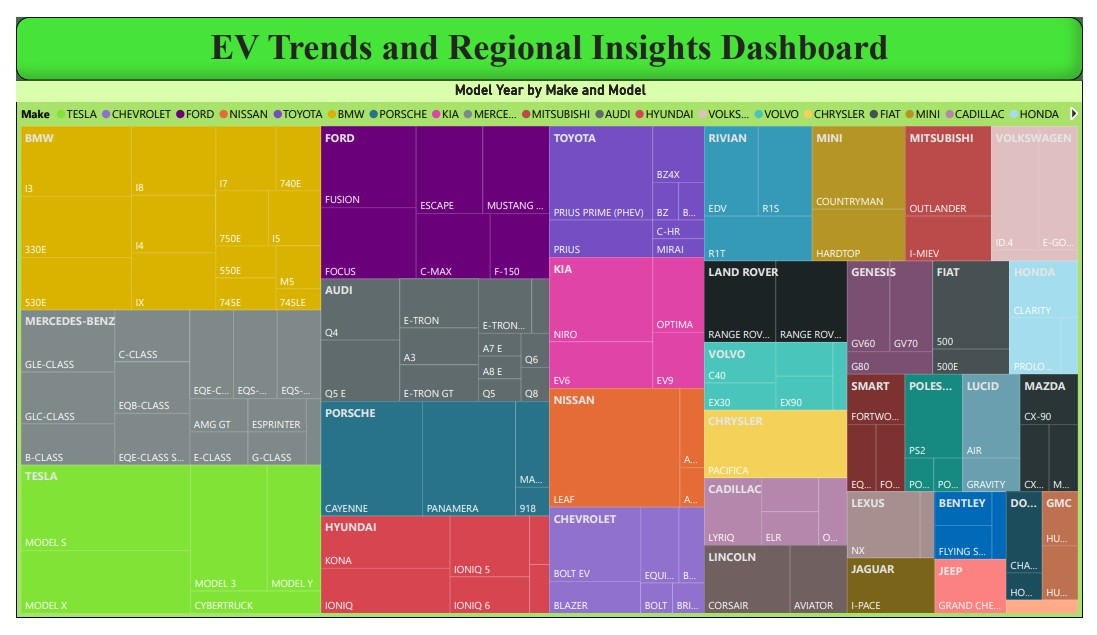 EV Trends and Regional Insights Dashboard
Model Year by Make and Model
Make TESLA CHEVROLET FORD NISSAN TOYOTA BMW PORSCHE KIA MERCE... MITSUBISHI AUDI HYUNDAI VOLKS... VOLVO CHRYSLER FIAT MINI CADILLAC HONDA
BMW
I3
I8
I7
740E
330E
I4
750E
I5
550E
M5
530E
IX
745E
745LE
MERCEDES-BENZ
GLE-CLASS
C-CLASS
EQE-C...
EQS-...
EQS-...
GLC-CLASS
EQB-CLASS
AMG GT
ESPRINTER
B-CLASS
EQE-CLASS S...
E-CLASS
G-CLASS
TESLA
MODEL S
MODEL 3
MODEL Y
MODEL X
CYBERTRUCK
FORD
FUSION
ESCAPE
MUSTANG ...
FOCUS
C-MAX
F-150
AUDI
Q4
E-TRON
E-TRON...
A3
A7 E
Q6
A8 E
Q5 E
E-TRON GT
Q5
Q8
PORSCHE
MA...
CAYENNE
PANAMERA
918
HYUNDAI
KONA
IONIQ 5
IONIQ
IONIQ 6
TOYOTA
BZ4X
PRIUS PRIME (PHEV)
BZ
B...
C-HR
PRIUS
MIRAI
KIA
NIRO
OPTIMA
EV6
EV9
NISSAN
A...
LEAF
A...
CHEVROLET
BOLT EV
EQUI...
B...
BLAZER
BOLT
BRI...
RIVIAN
EDV
R1S
R1T
MINI
COUNTRYMAN
HARDTOP
MITSUBISHI
OUTLANDER
I-MIEV
VOLKSWAGEN
ID.4
E-GO...
LAND ROVER
RANGE ROV...
RANGE ROV...
VOLVO
C40
EX30
EX90
CHRYSLER
PACIFICA
CADILLAC
LYRIQ
ELR
O...
LINCOLN
CORSAIR
AVIATOR
GENESIS
GV60
GV70
G80
FIAT
500
500E
HONDA
CLARITY
PROLO...
SMART
FORTWO...
EQ...
FO...
POLES...
PS2
PO...
PO...
LUCID
AIR
GRAVITY
MAZDA
CX-90
CX...
M...
LEXUS
NX
BENTLEY
FLYING S...
DO...
CHA...
HO...
GMC
HU...
HU...
JAGUAR
I-PACE
JEEP
GRAND CHE...